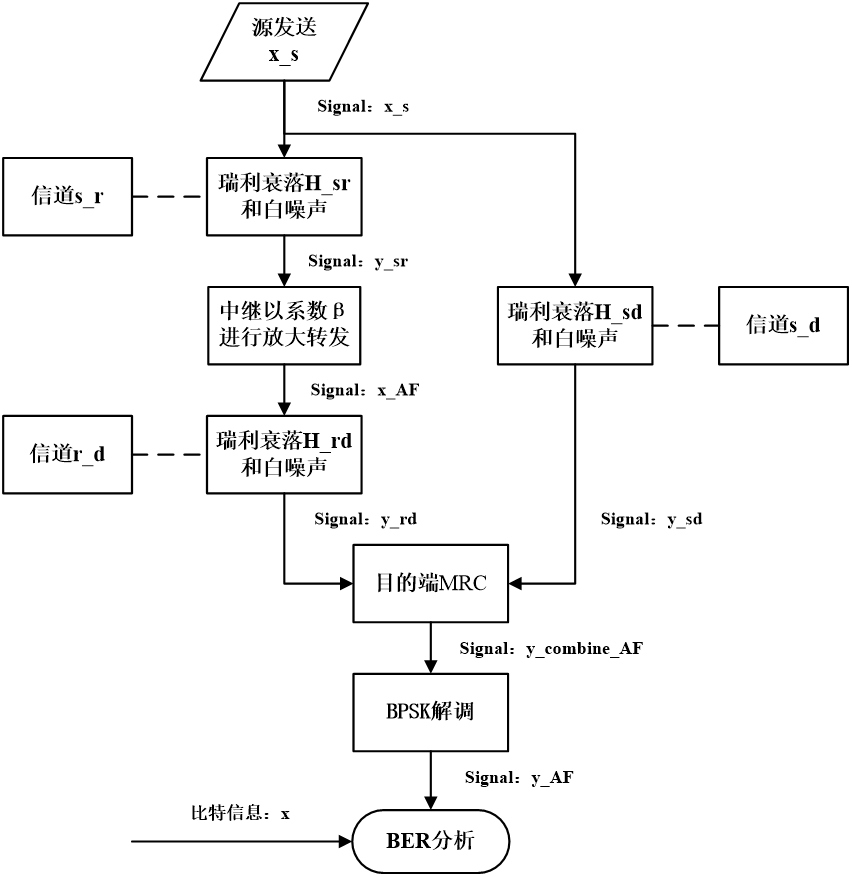 源发送
x_s
Signal：x_s
信道s_r
瑞利衰落H_sr
和白噪声
Signal：y_sr
中继以系数β
进行放大转发
瑞利衰落H_sd
和白噪声
信道s_d
Signal：x_AF
信道r_d
瑞利衰落H_rd
和白噪声
Signal：y_rd
Signal：y_sd
目的端MRC
Signal：y_combine_AF
BPSK解调
Signal：y_AF
比特信息：x
BER分析